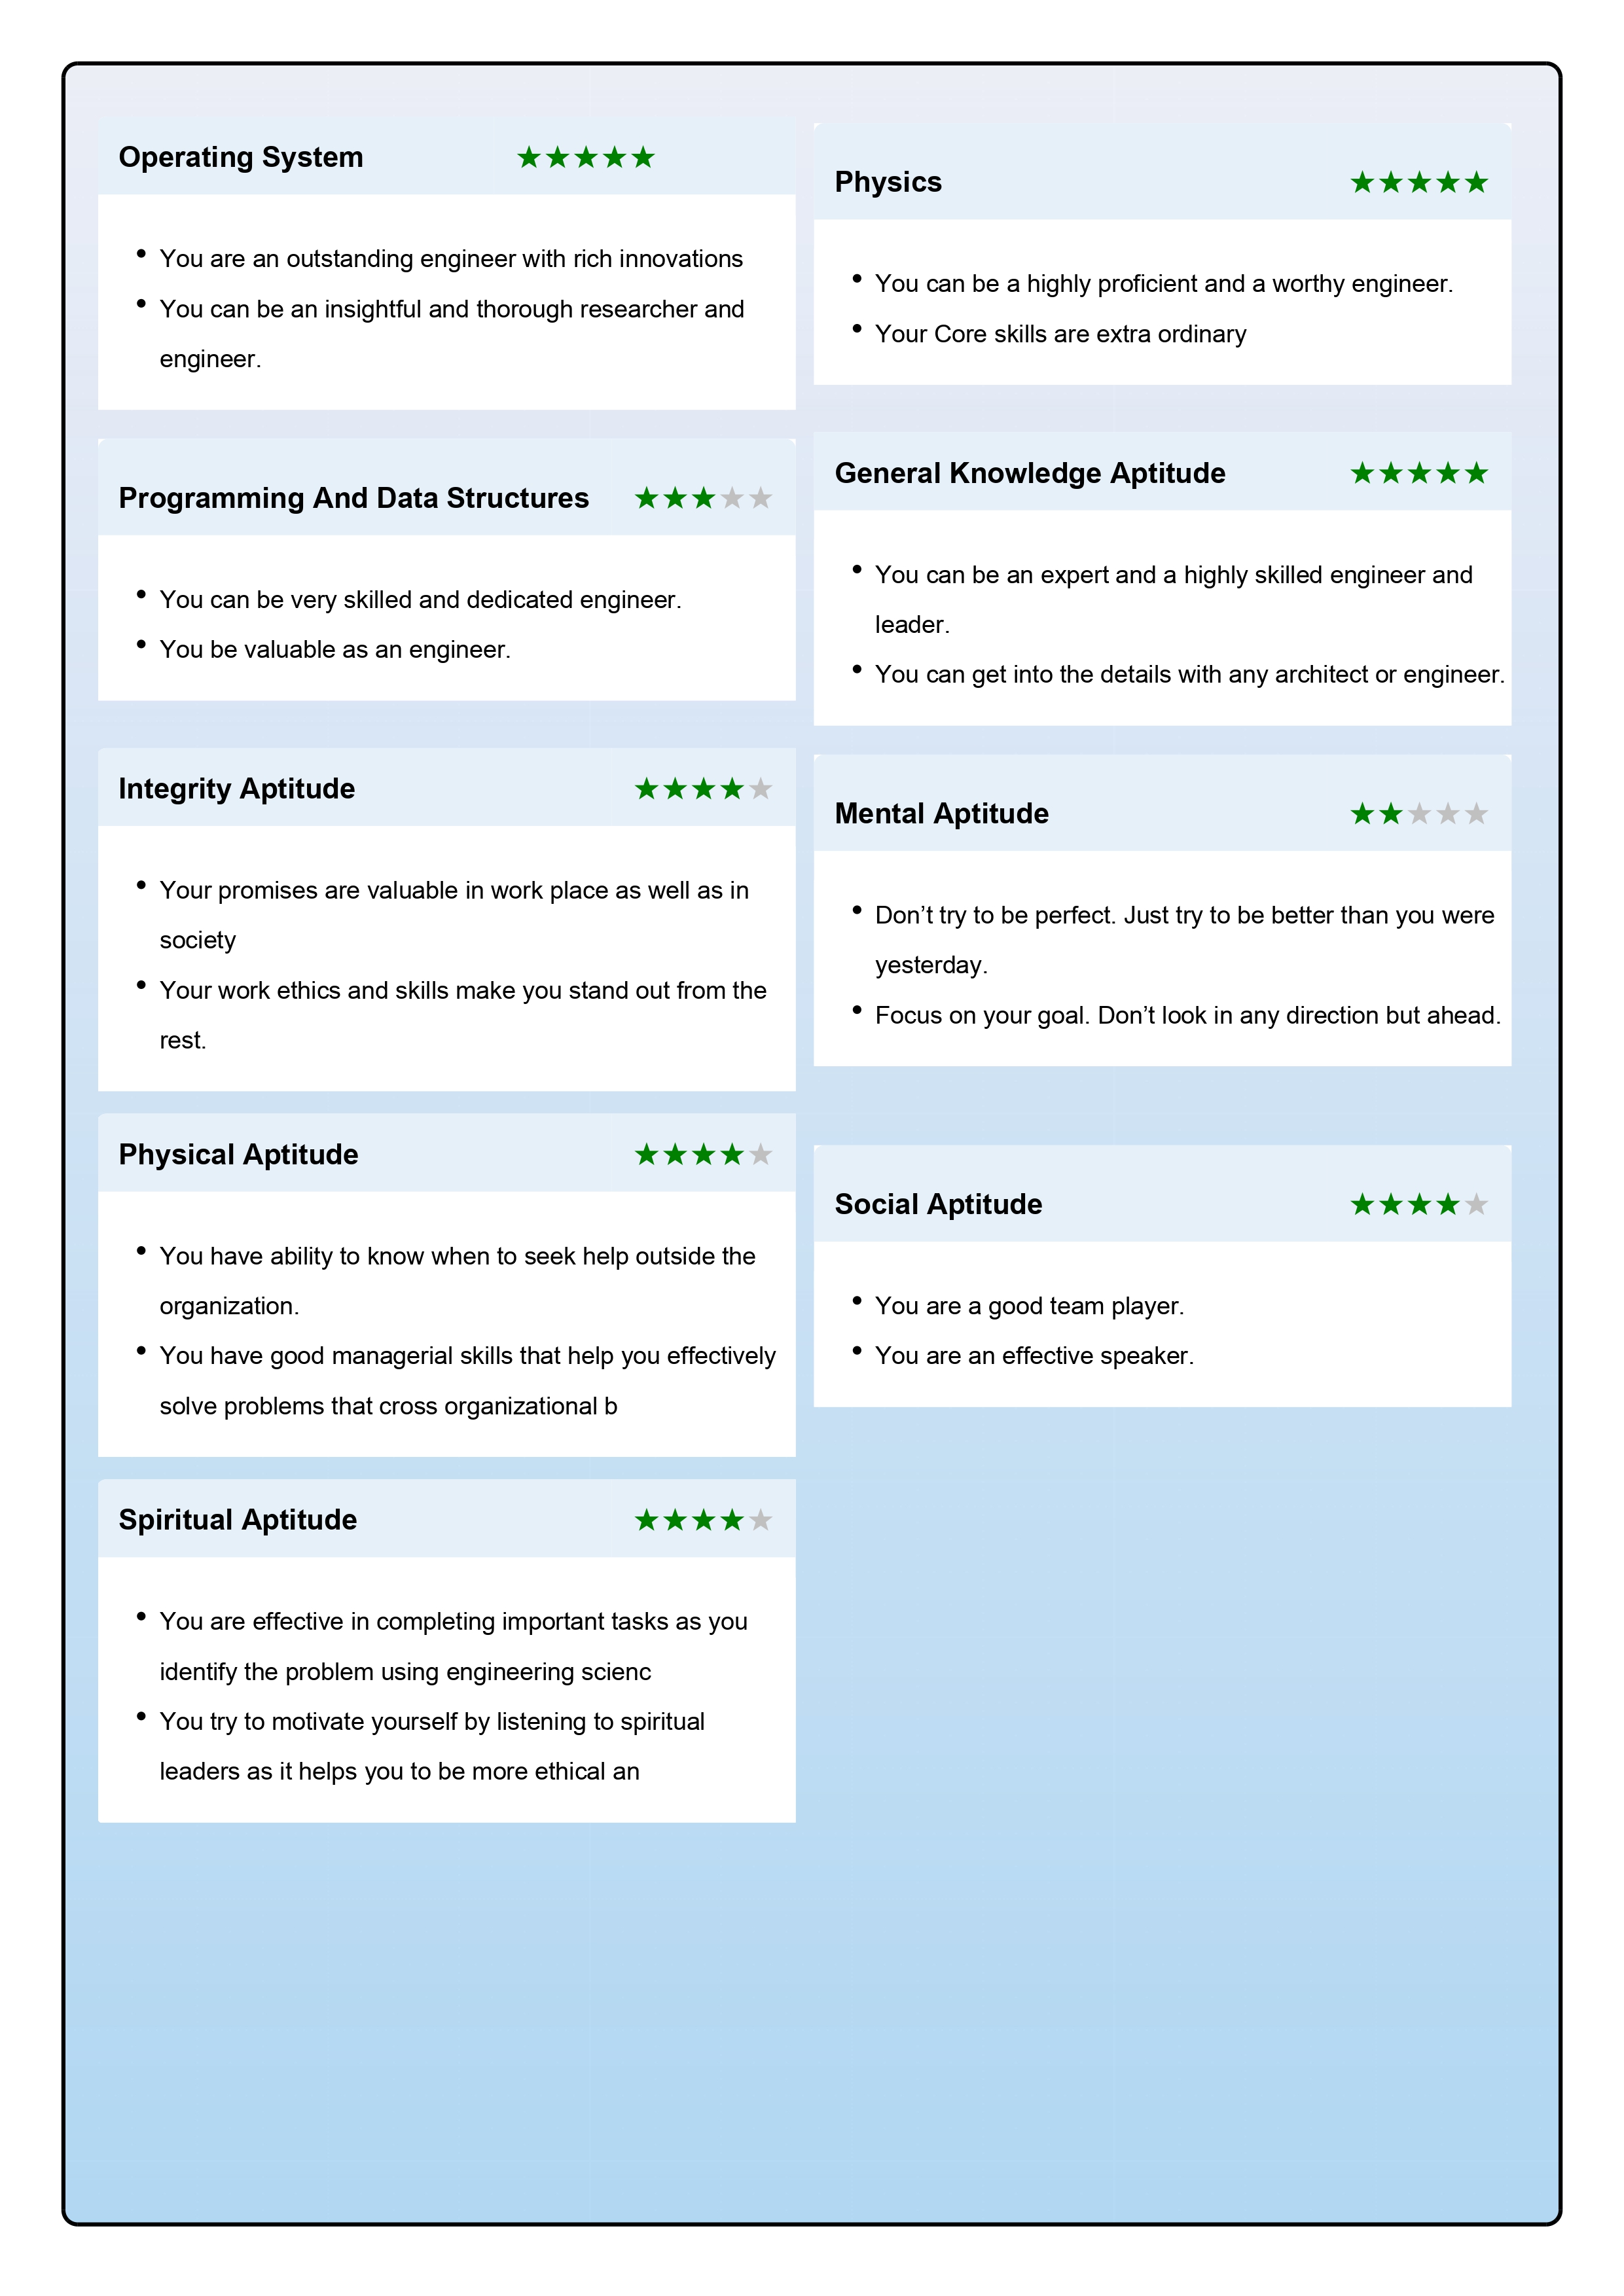 Operating System ★★★★★
• You are an outstanding engineer with rich innovations
• You can be an insightful and thorough researcher and
engineer.
Physics ★★★★★
• You can be a highly proficient and a worthy engineer.
• Your Core skills are extra ordinary
Programming And Data Structures ★★★★★
• You can be very skilled and dedicated engineer.
• You be valuable as an engineer.
General Knowledge Aptitude ★★★★★
• You can be an expert and a highly skilled engineer and
leader.
• You can get into the details with any architect or engineer.
Integrity Aptitude ★★★★★
• Your promises are valuable in work place as well as in
society
• Your work ethics and skills make you stand out from the
rest.
Mental Aptitude ★★★★★
• Don’t try to be perfect. Just try to be better than you were
yesterday.
• Focus on your goal. Don’t look in any direction but ahead.
Physical Aptitude ★★★★★
• You have ability to know when to seek help outside the
organization.
• You have good managerial skills that help you effectively
solve problems that cross organizational b
Social Aptitude ★★★★★
• You are a good team player.
• You are an effective speaker.
Spiritual Aptitude ★★★★★
• You are effective in completing important tasks as you
identify the problem using engineering scienc
• You try to motivate yourself by listening to spiritual
leaders as it helps you to be more ethical an